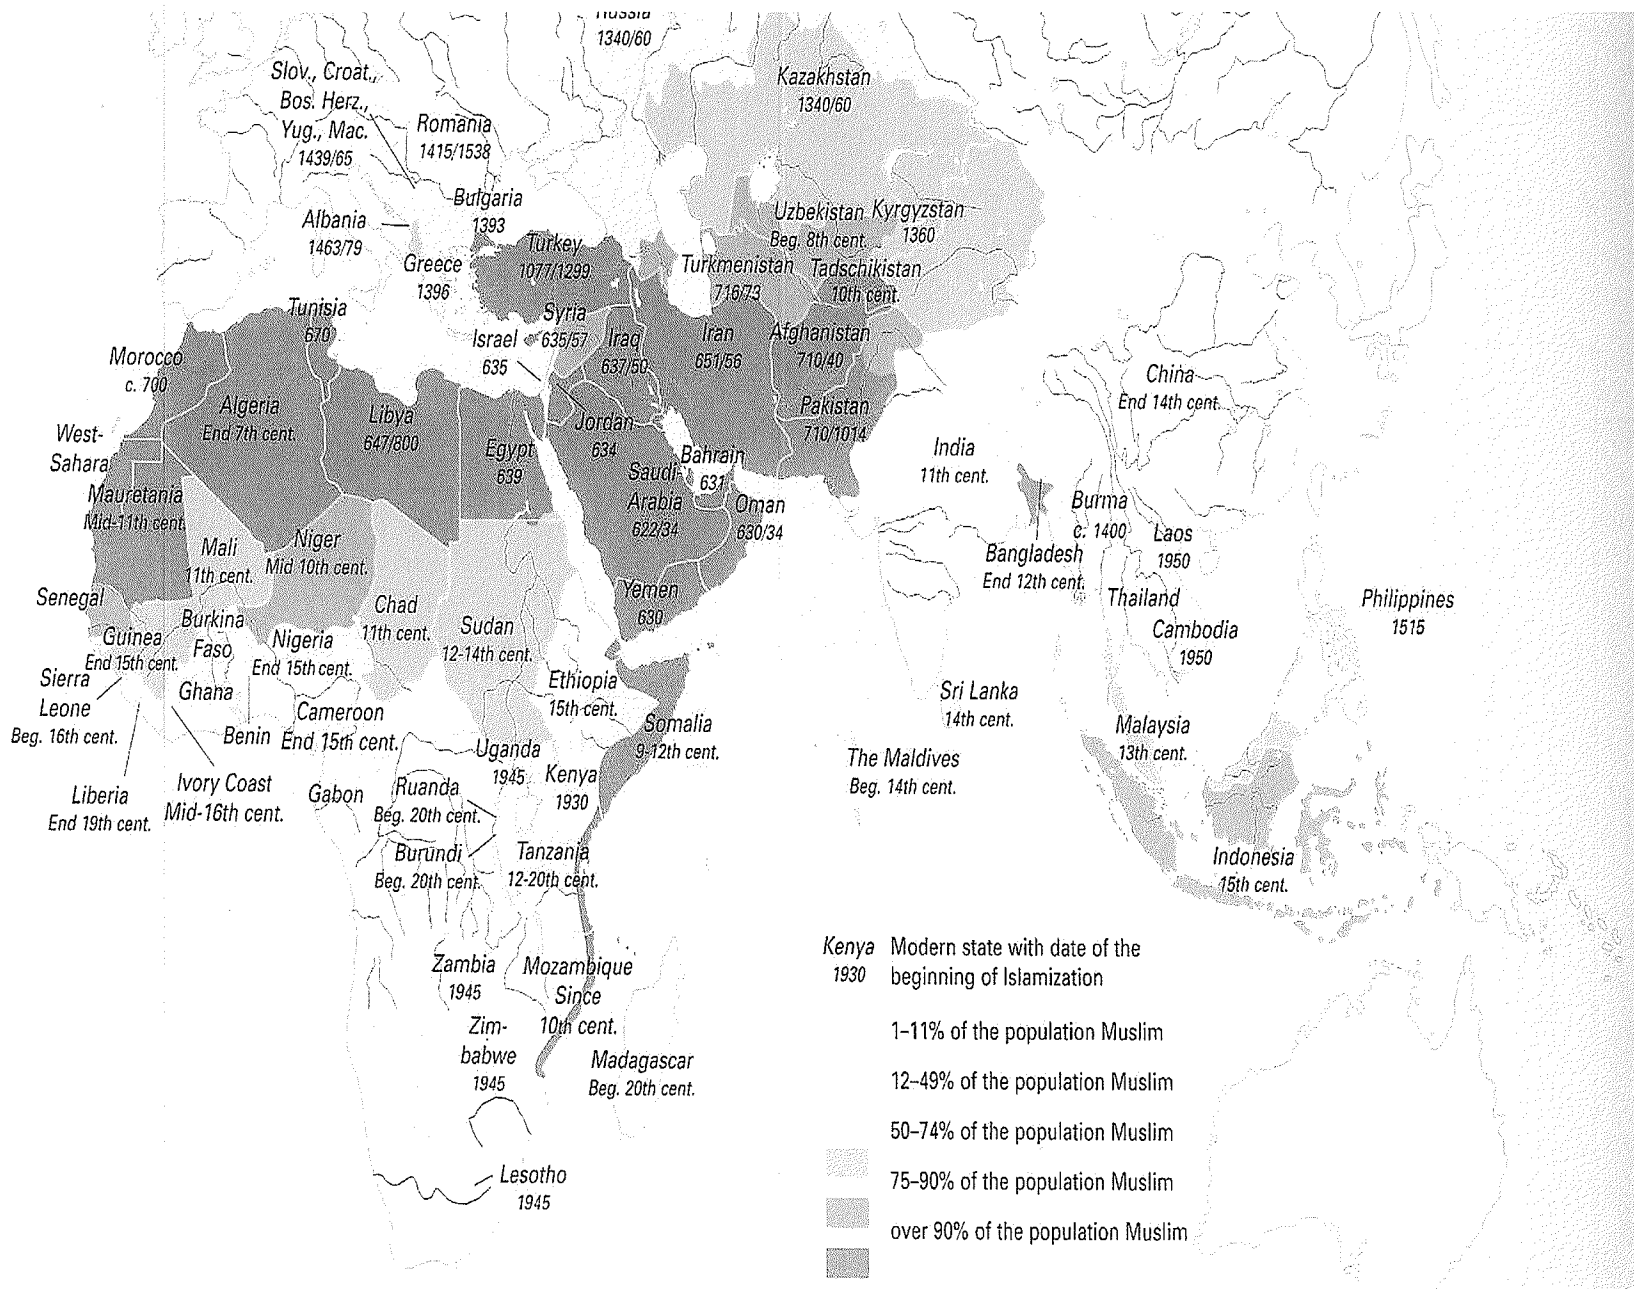 Russia
1340/60
Kazakhstan
1340/60
Slov., Croat.,
Bos. Herz.,
Yug., Mac.
1439/65
Romania
1415/1538
Bulgaria
1393
Albania
1463/79
Greece
1396
Turkey
1077/1299
Uzbekistan
Beg. 8th cent.
Kyrgyzstan
1360
Turkmenistan
716/73
Tadschikistan
10th cent.
Tunisia
670
Syria
635/57
Israel
635
Iraq
637/50
Iran
651/56
Afghanistan
710/40
Morocco
c. 700
Algeria
End 7th cent.
Libya
647/800
Egypt
639
Jordan
634
Pakistan
710/1014
China
End 14th cent.
West-
Sahara
Bahrain
631
Saudi-
Arabia
622/34
Oman
630/34
India
11th cent.
Mauretania
Mid-11th cent.
Mali
11th cent.
Niger
Mid 10th cent.
Burma
c. 1400
Laos
1950
Bangladesh
End 12th cent.
Yemen
630
Thailand
Cambodia
1950
Philippines
1515
Senegal
Guinea
End 15th cent.
Burkina
Faso
Nigeria
End 15th cent.
Chad
11th cent.
Sudan
12-14th cent.
Sierra
Leone
Beg. 16th cent.
Ghana
Benin
Cameroon
End 15th cent.
Ethiopia
15th cent.
Somalia
9-12th cent.
Sri Lanka
14th cent.
Malaysia
13th cent.
The Maldives
Beg. 14th cent.
Liberia
End 19th cent.
Ivory Coast
Mid-16th cent.
Gabon
Uganda
1945
Kenya
1930
Ruanda
Beg. 20th cent.
Burundi
Beg. 20th cent.
Tanzania
12-20th cent.
Indonesia
15th cent.
Zambia
1945
Mozambique
Since
10th cent.
Zim-
babwe
1945
Madagascar
Beg. 20th cent.
Lesotho
1945
Kenya
1930
Modern state with date of the
beginning of Islamization
1–11% of the population Muslim
12–49% of the population Muslim
50–74% of the population Muslim
75–90% of the population Muslim
over 90% of the population Muslim